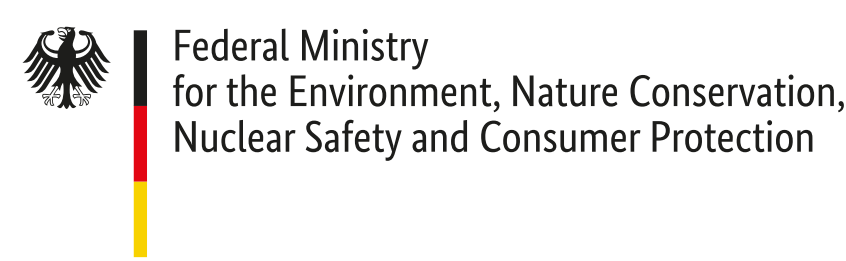 Federal Ministry
for the Environment, Nature Conservation,
Nuclear Safety and Consumer Protection